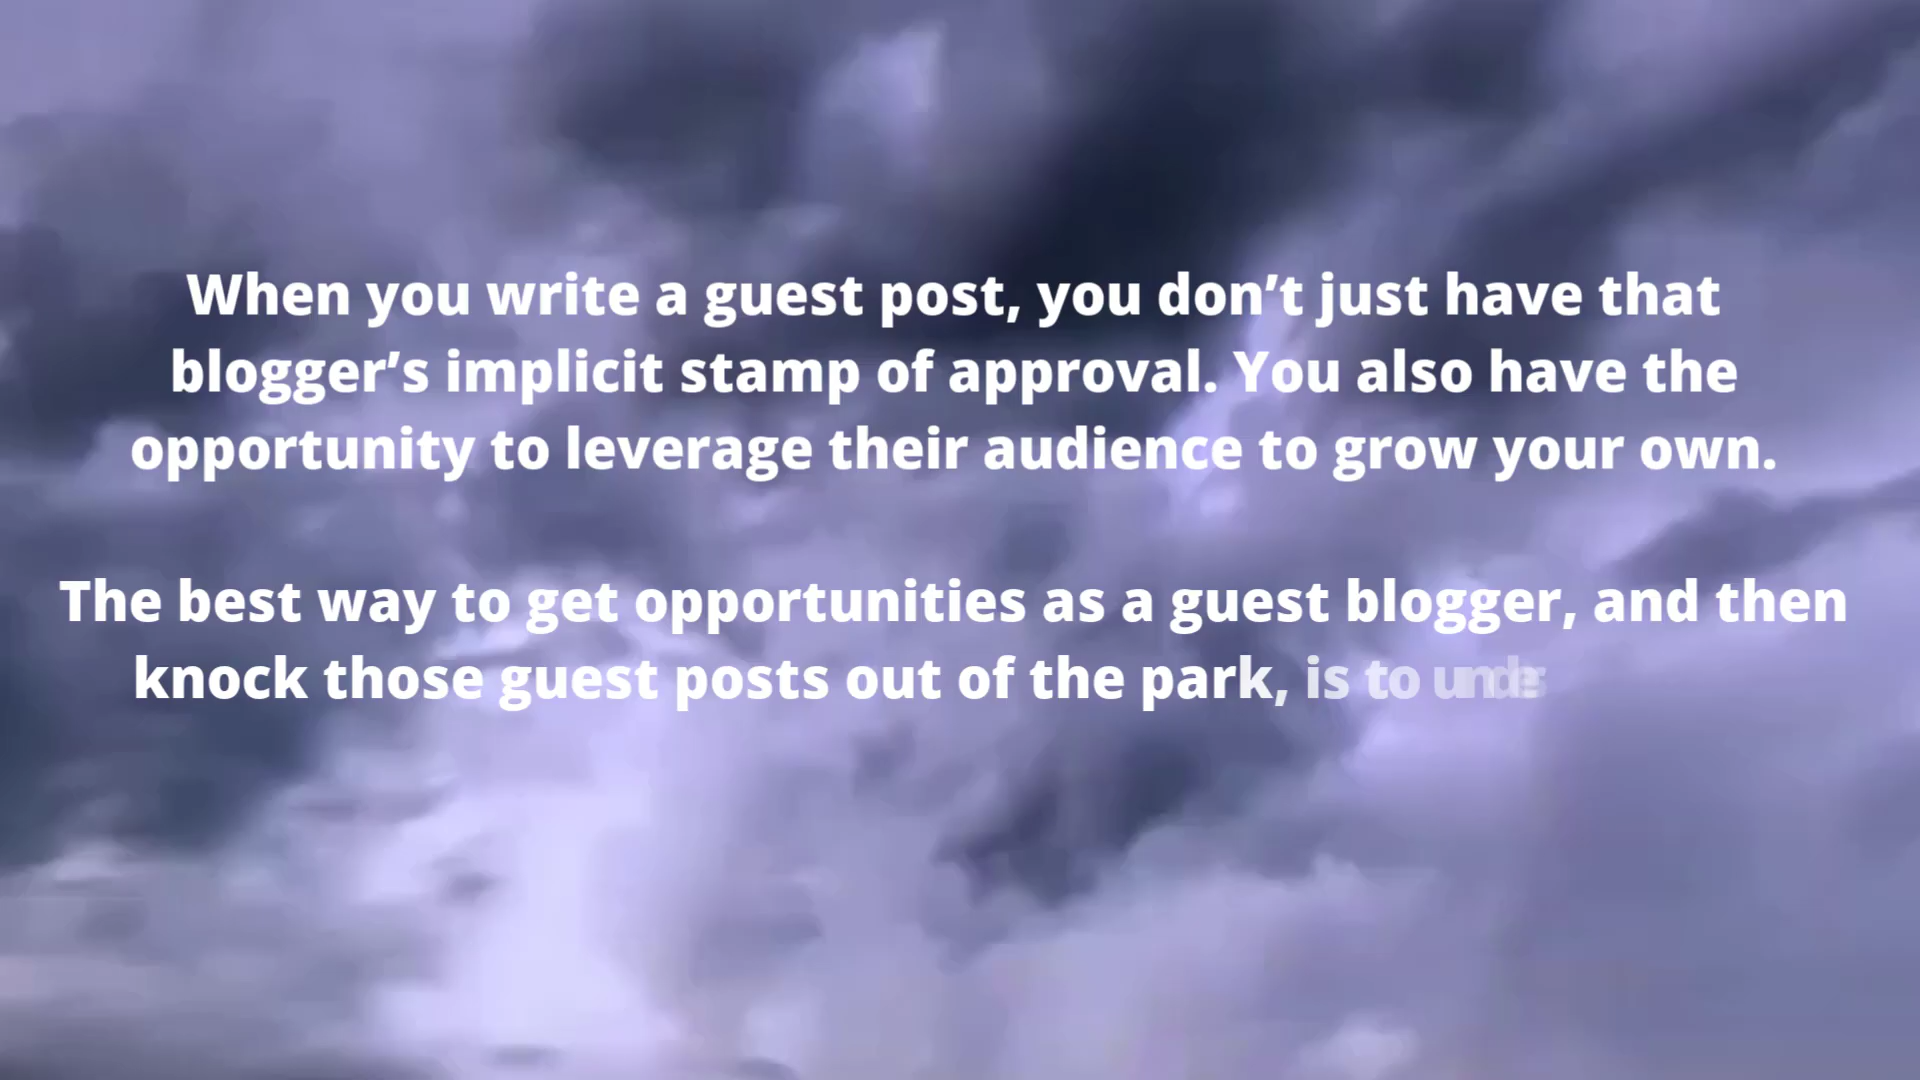 When you write a guest post, you don’t just have that
blogger’s implicit stamp of approval. You also have the
opportunity to leverage their audience to grow your own.
The best way to get opportunities as a guest blogger, and then
knock those guest posts out of the park, is to